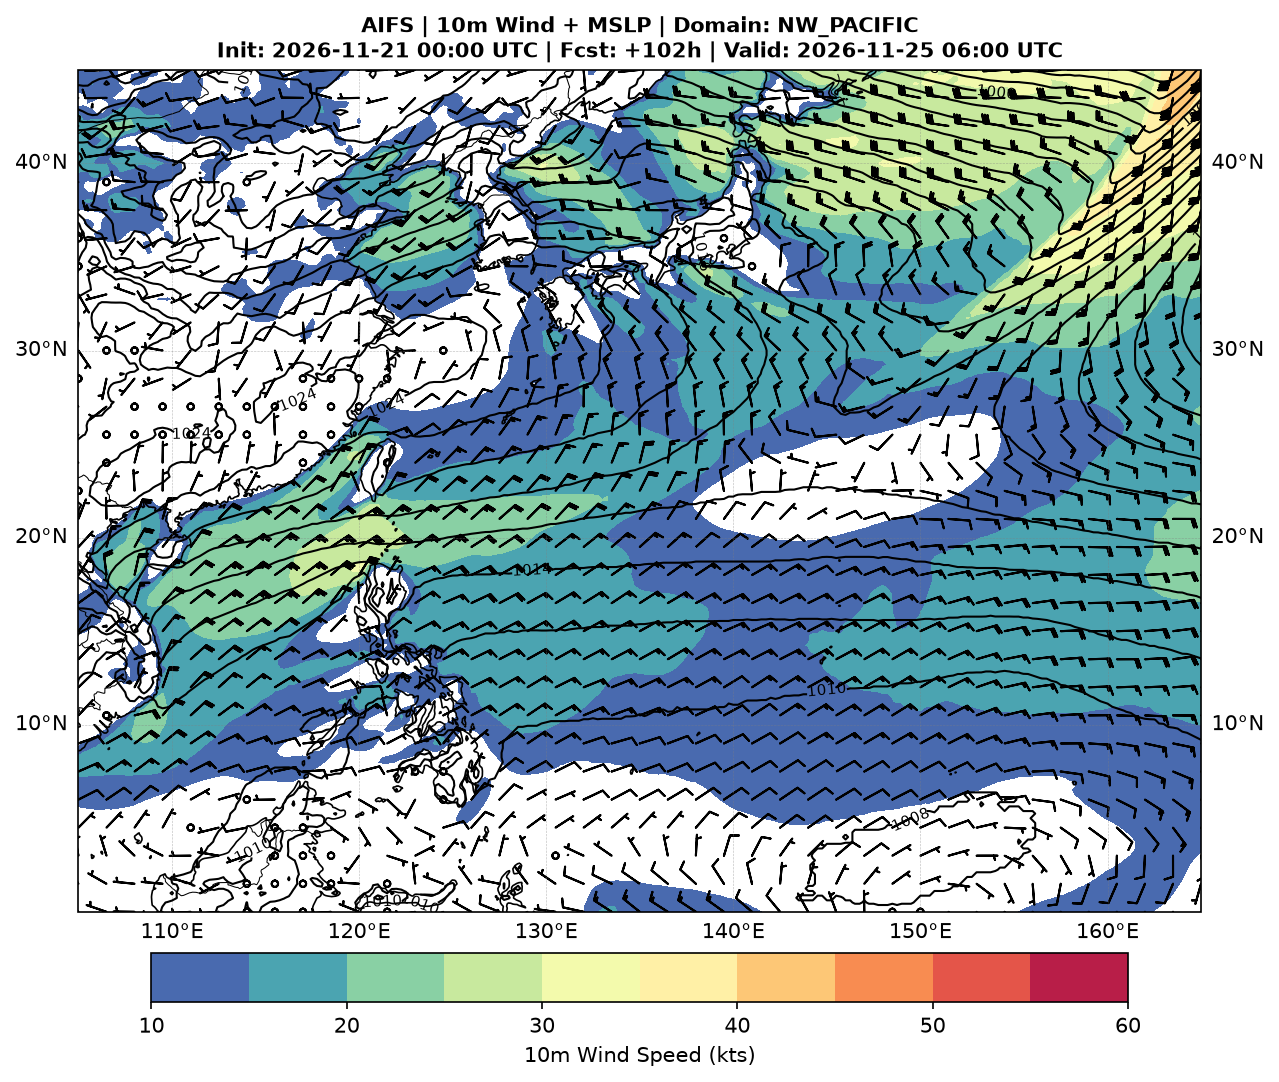 AIFS | 10m Wind + MSLP | Domain: NW_PACIFIC
Init: 2026-11-21 00:00 UTC | Fcst: +102h | Valid: 2026-11-25 06:00 UTC
40°N
40°N
30°N
30°N
20°N
20°N
10°N
10°N
1024
1024
1024
1014
1010
1008
1010
1010
110°E
120°E
130°E
140°E
150°E
160°E
10
20
30
40
50
60
10m Wind Speed (kts)